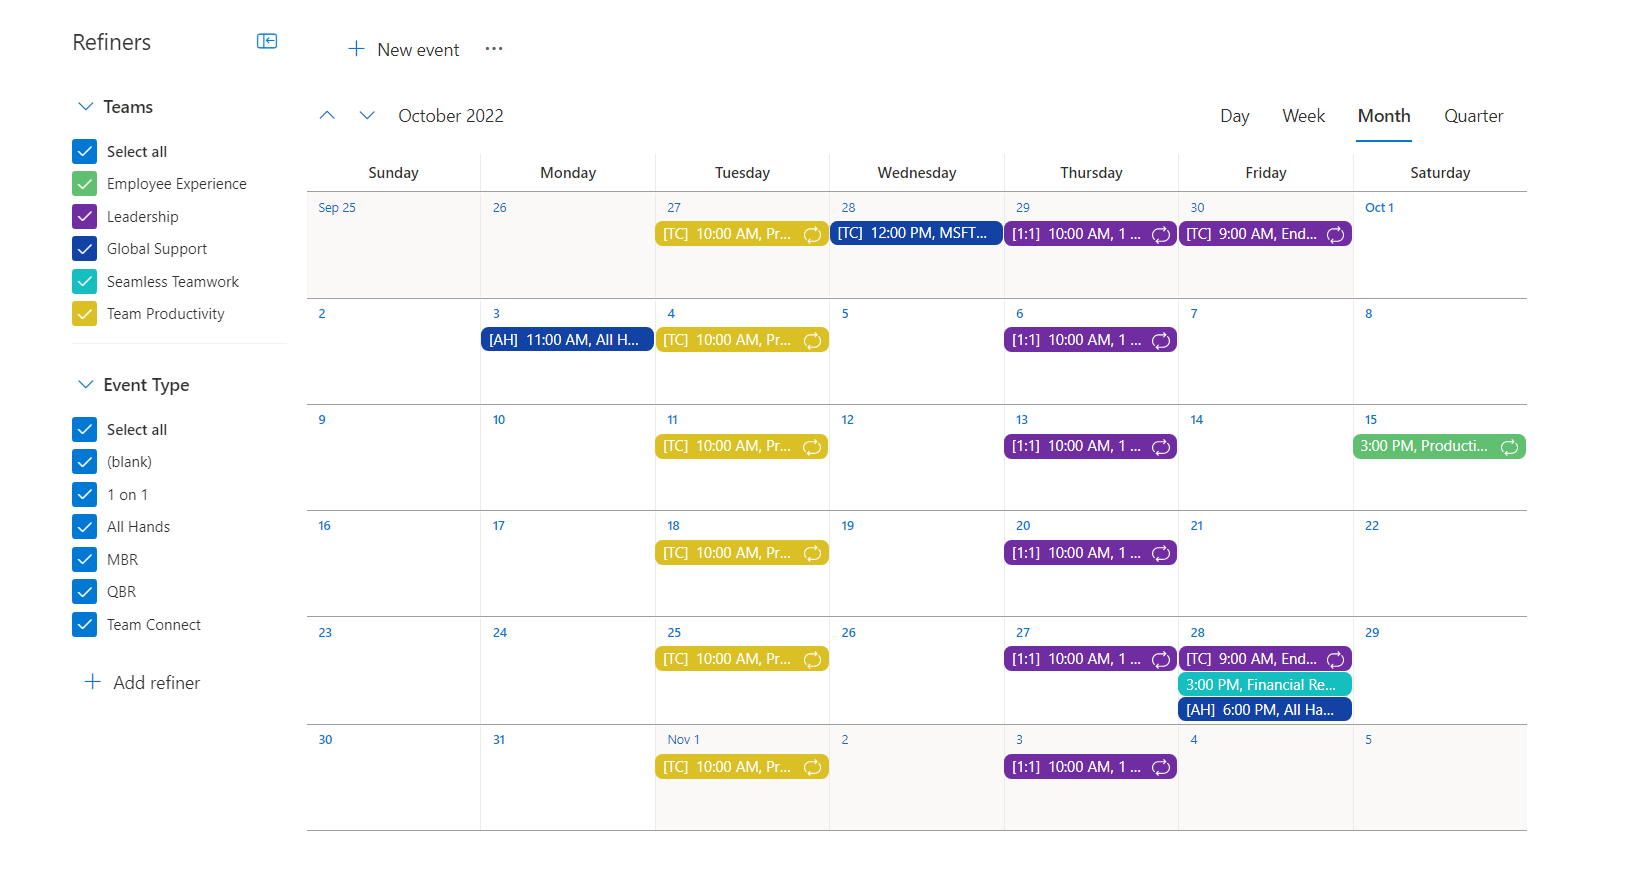 Refiners
Teams
Select all
Employee Experience
Leadership
Global Support
Seamless Teamwork
Team Productivity
Event Type
Select all
(blank)
1 on 1
All Hands
MBR
QBR
Team Connect
Add refiner
New event ...
October 2022
Day Week Month Quarter
Sunday Monday Tuesday Wednesday Thursday Friday Saturday
Sep 25 26 27 28 29 30 Oct 1
[TC] 10:00 AM, Pr... [TC] 12:00 PM, MSFT... [1:1] 10:00 AM, 1 ... [TC] 9:00 AM, End...
2 3 4 5 6 7 8
[AH] 11:00 AM, All H... [TC] 10:00 AM, Pr... [1:1] 10:00 AM, 1 ...
9 10 11 12 13 14 15
[TC] 10:00 AM, Pr... [1:1] 10:00 AM, 1 ... 3:00 PM, Producti...
16 17 18 19 20 21 22
[TC] 10:00 AM, Pr... [1:1] 10:00 AM, 1 ...
23 24 25 26 27 28 29
[TC] 10:00 AM, Pr... [1:1] 10:00 AM, 1 ... [TC] 9:00 AM, End...
3:00 PM, Financial Re...
[AH] 6:00 PM, All Ha...
30 31 Nov 1 2 3 4 5
[TC] 10:00 AM, Pr... [1:1] 10:00 AM, 1 ...